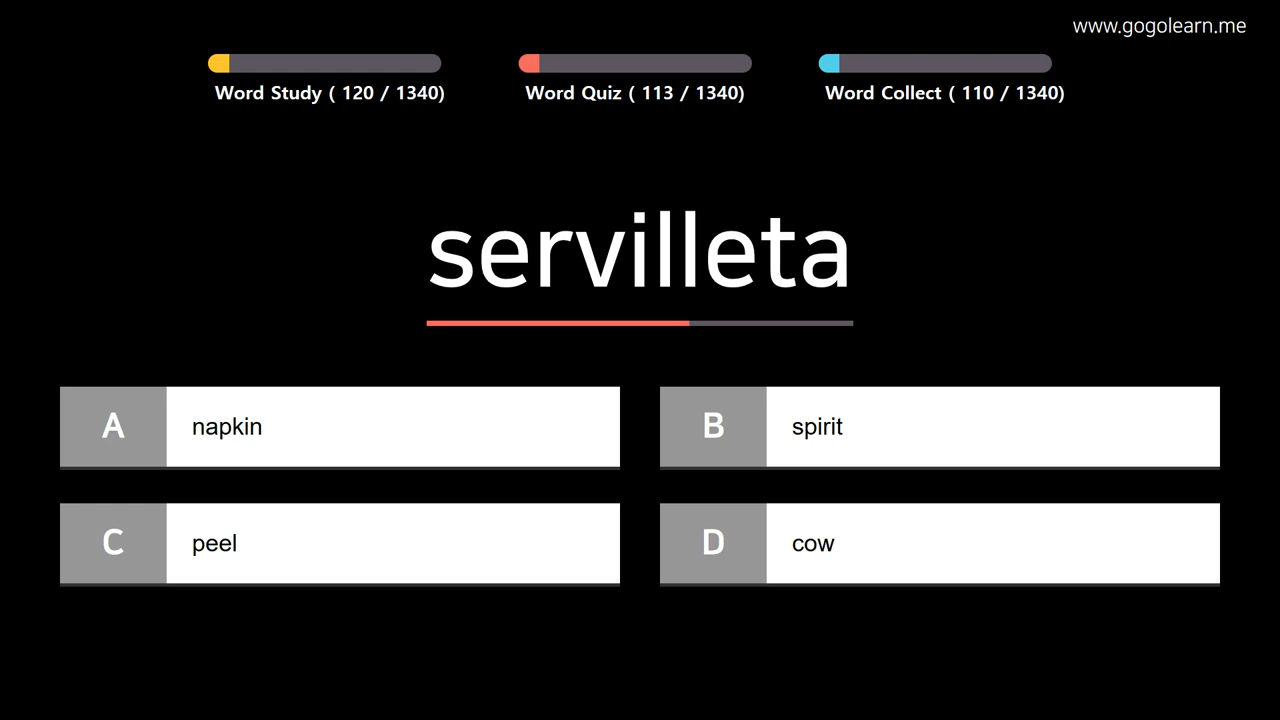 www.gogolearn.me
Word Study ( 120 / 1340)
Word Quiz ( 113 / 1340)
Word Collect ( 110 / 1340)
servilleta
A napkin
B spirit
C peel
D cow